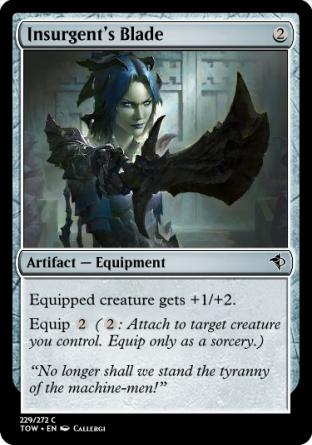 Insurgent's Blade 2
Artifact — Equipment
Equipped creature gets +1/+2.
Equip 2 ( 2 : Attach to target creature
you control. Equip only as a sorcery.)
"No longer shall we stand the tyranny
of the machine-men!"
229/272 C
TOW • EN Callergi